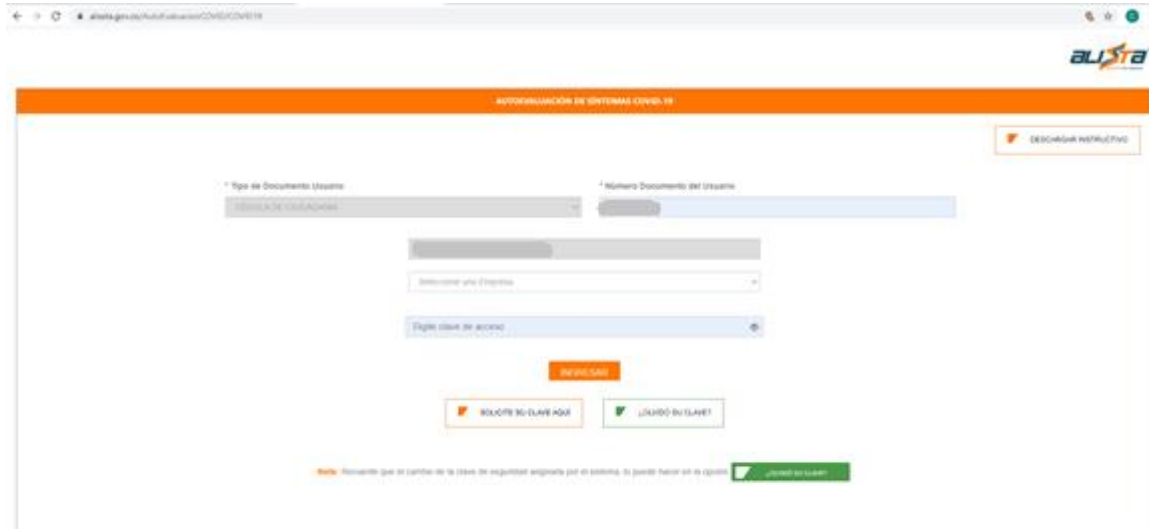 alissta.gov.co/AutoEvaluacionCOVID/COVID19
alissta
AUTOEVALUACIÓN DE SÍNTOMAS COVID-19
DESCARGAR INSTRUCTIVO
* Tipo de Documento Usuario
* Número Documento del Usuario
CÉDULA DE CIUDADANIA
Seleccione una Empresa
Digite clave de acceso
INGRESAR
SOLICITE SU CLAVE AQUÍ
¿OLVIDÓ SU CLAVE?
Nota: Recuerde que el cambio de la clave de seguridad asignada por el sistema, lo puede hacer en la opción
¿OLVIDÓ SU CLAVE?